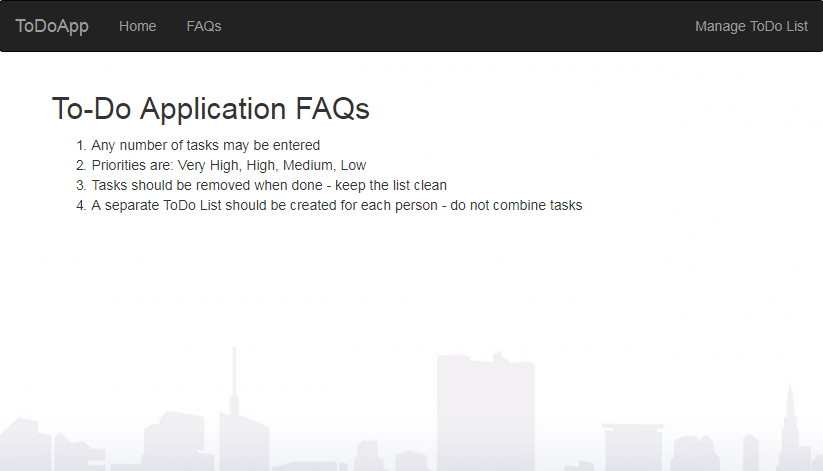 ToDoApp Home FAQs Manage ToDo List
To-Do Application FAQs
1. Any number of tasks may be entered
2. Priorities are: Very High, High, Medium, Low
3. Tasks should be removed when done - keep the list clean
4. A separate ToDo List should be created for each person - do not combine tasks